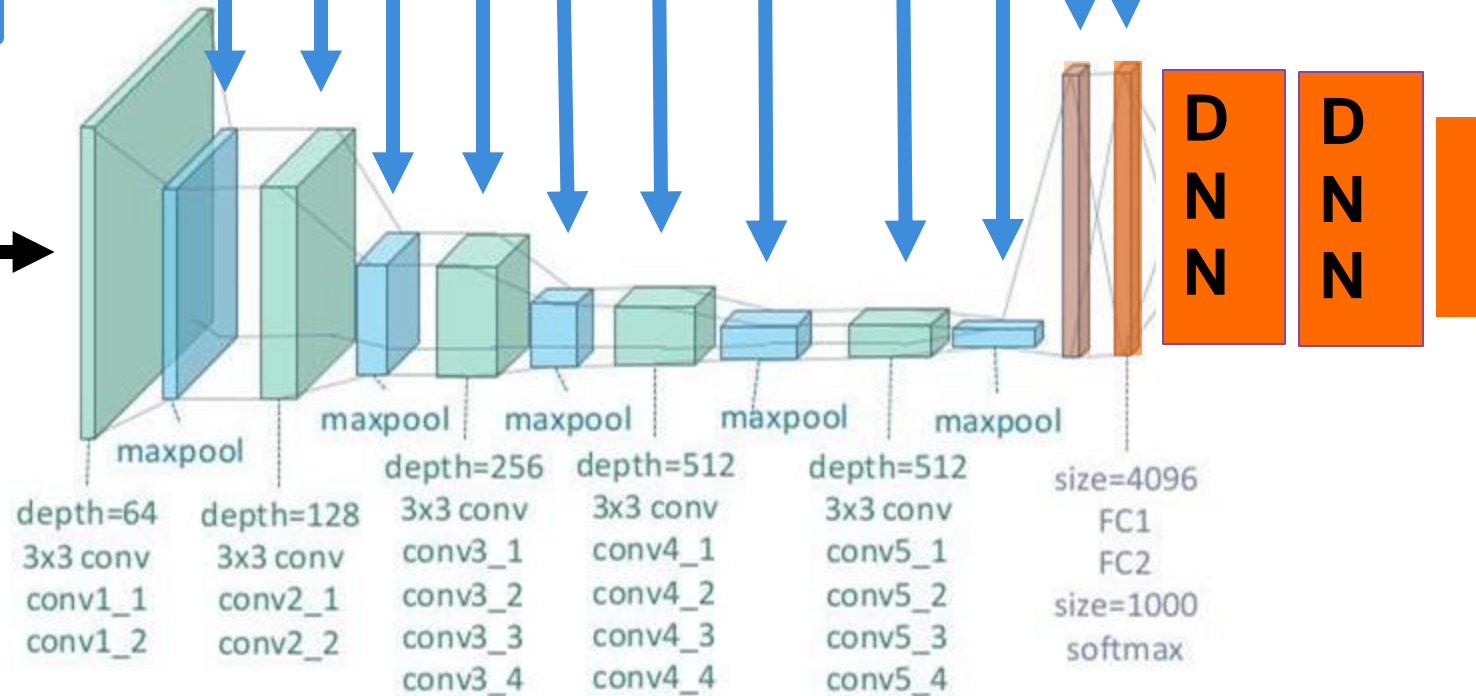 D
N
N
D
N
N
maxpool
maxpool
maxpool
maxpool
maxpool
depth=64
3x3 conv
conv1_1
conv1_2
depth=128
3x3 conv
conv2_1
conv2_2
depth=256
3x3 conv
conv3_1
conv3_2
conv3_3
conv3_4
depth=512
3x3 conv
conv4_1
conv4_2
conv4_3
conv4_4
depth=512
3x3 conv
conv5_1
conv5_2
conv5_3
conv5_4
size=4096
FC1
FC2
size=1000
softmax